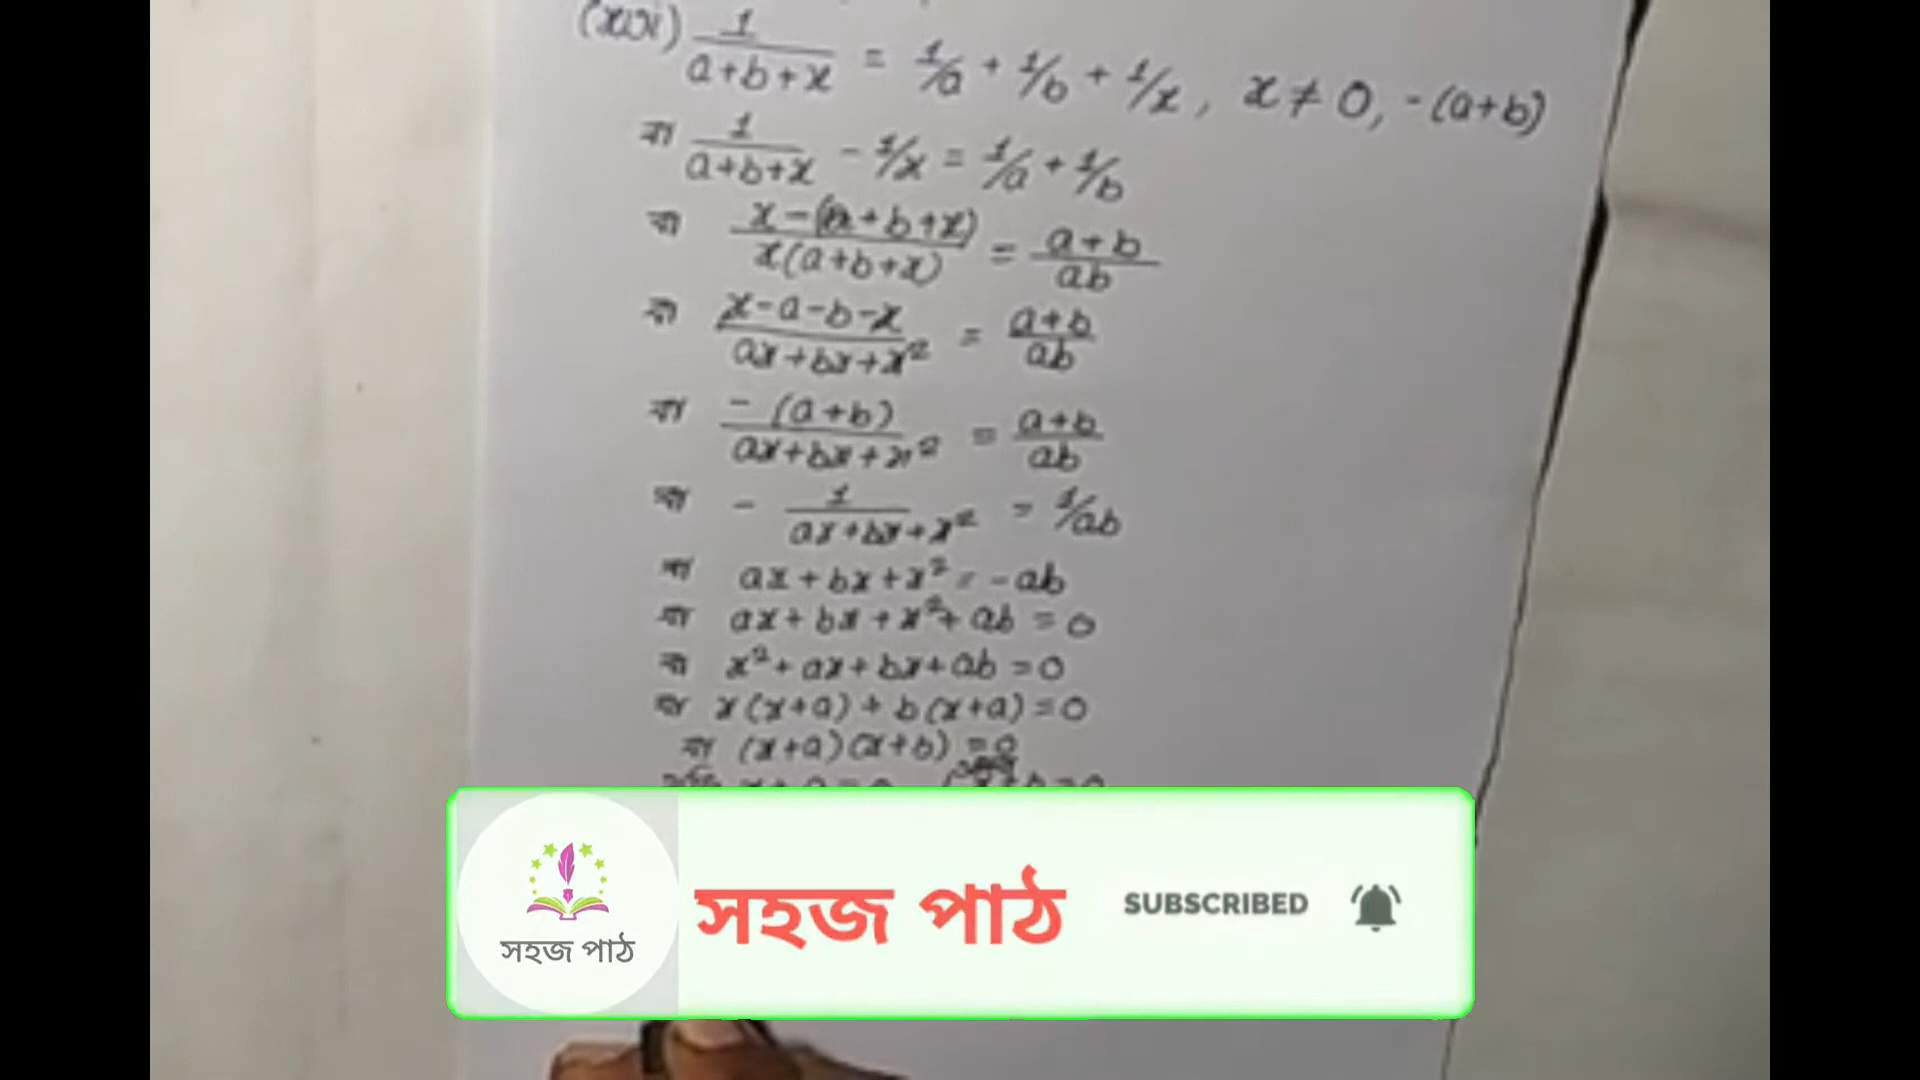 (xvi) 1/(a+b+x) = 1/a + 1/b + 1/x, x ≠ 0, -(a+b)
বা 1/(a+b+x) - 1/x = 1/a + 1/b
বা (x-(a+b+x))/(x(a+b+x)) = (a+b)/(ab)
বা (x-a-b-x)/(ax+bx+x²) = (a+b)/(ab)
বা (-(a+b))/(ax+bx+x²) = (a+b)/(ab)
বা - 1/(ax+bx+x²) = 1/ab
বা ax+bx+x² = -ab
বা ax+bx+x²+ab = 0
বা x²+ax+bx+ab = 0
বা x(x+a)+b(x+a) = 0
বা (x+a)(x+b) = 0
সহজ পাঠ
সহজ পাঠ
SUBSCRIBED